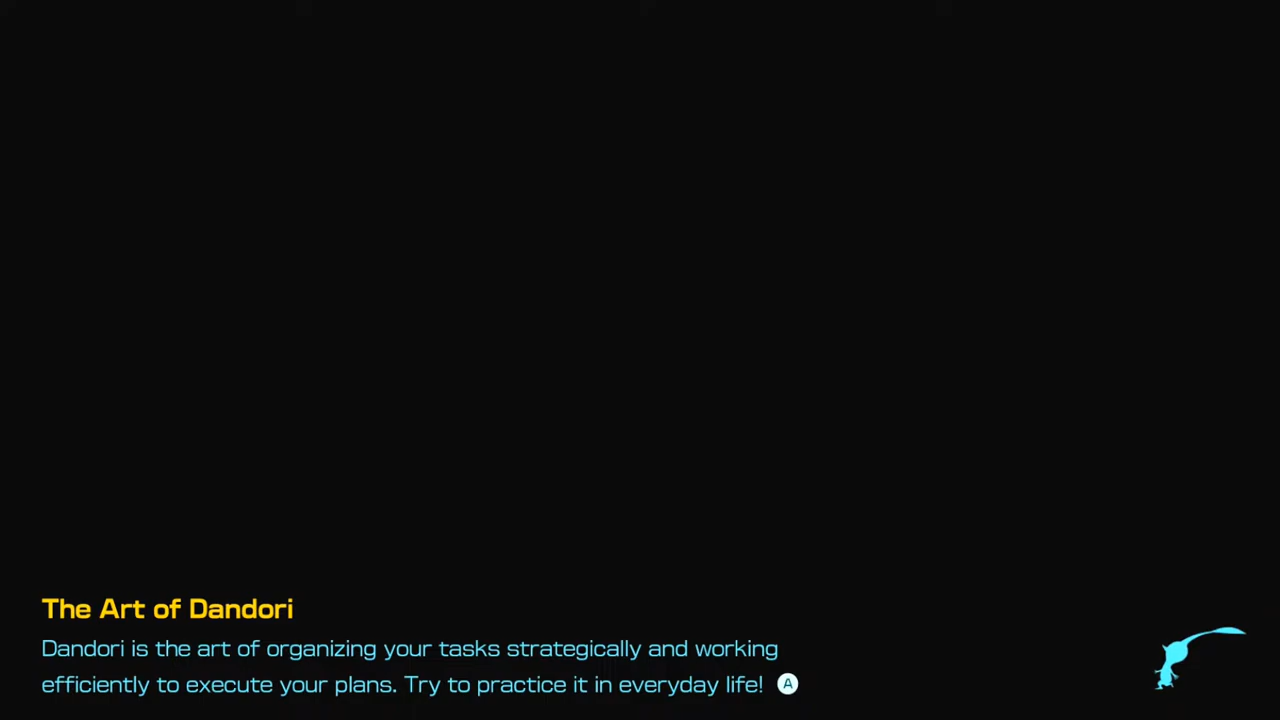 The Art of Dandori
Dandori is the art of organizing your tasks strategically and working
efficiently to execute your plans. Try to practice it in everyday life! A